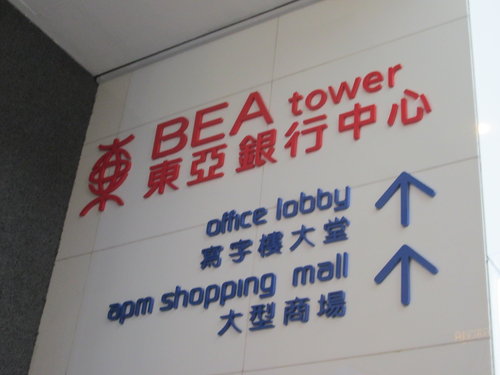 BEA tower
東亞銀行中心
office lobby
寫字樓大堂
apm shopping mall
大型商場